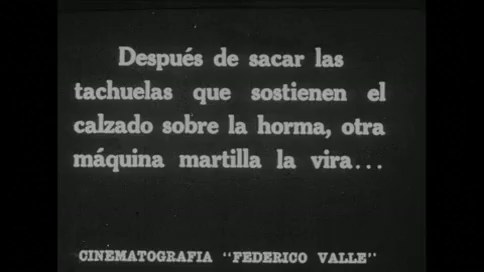 Después de sacar las
tachuelas que sostienen el
calzado sobre la horma, otra
máquina martilla la vira...
CINEMATOGRAFIA "FEDERICO VALLE"